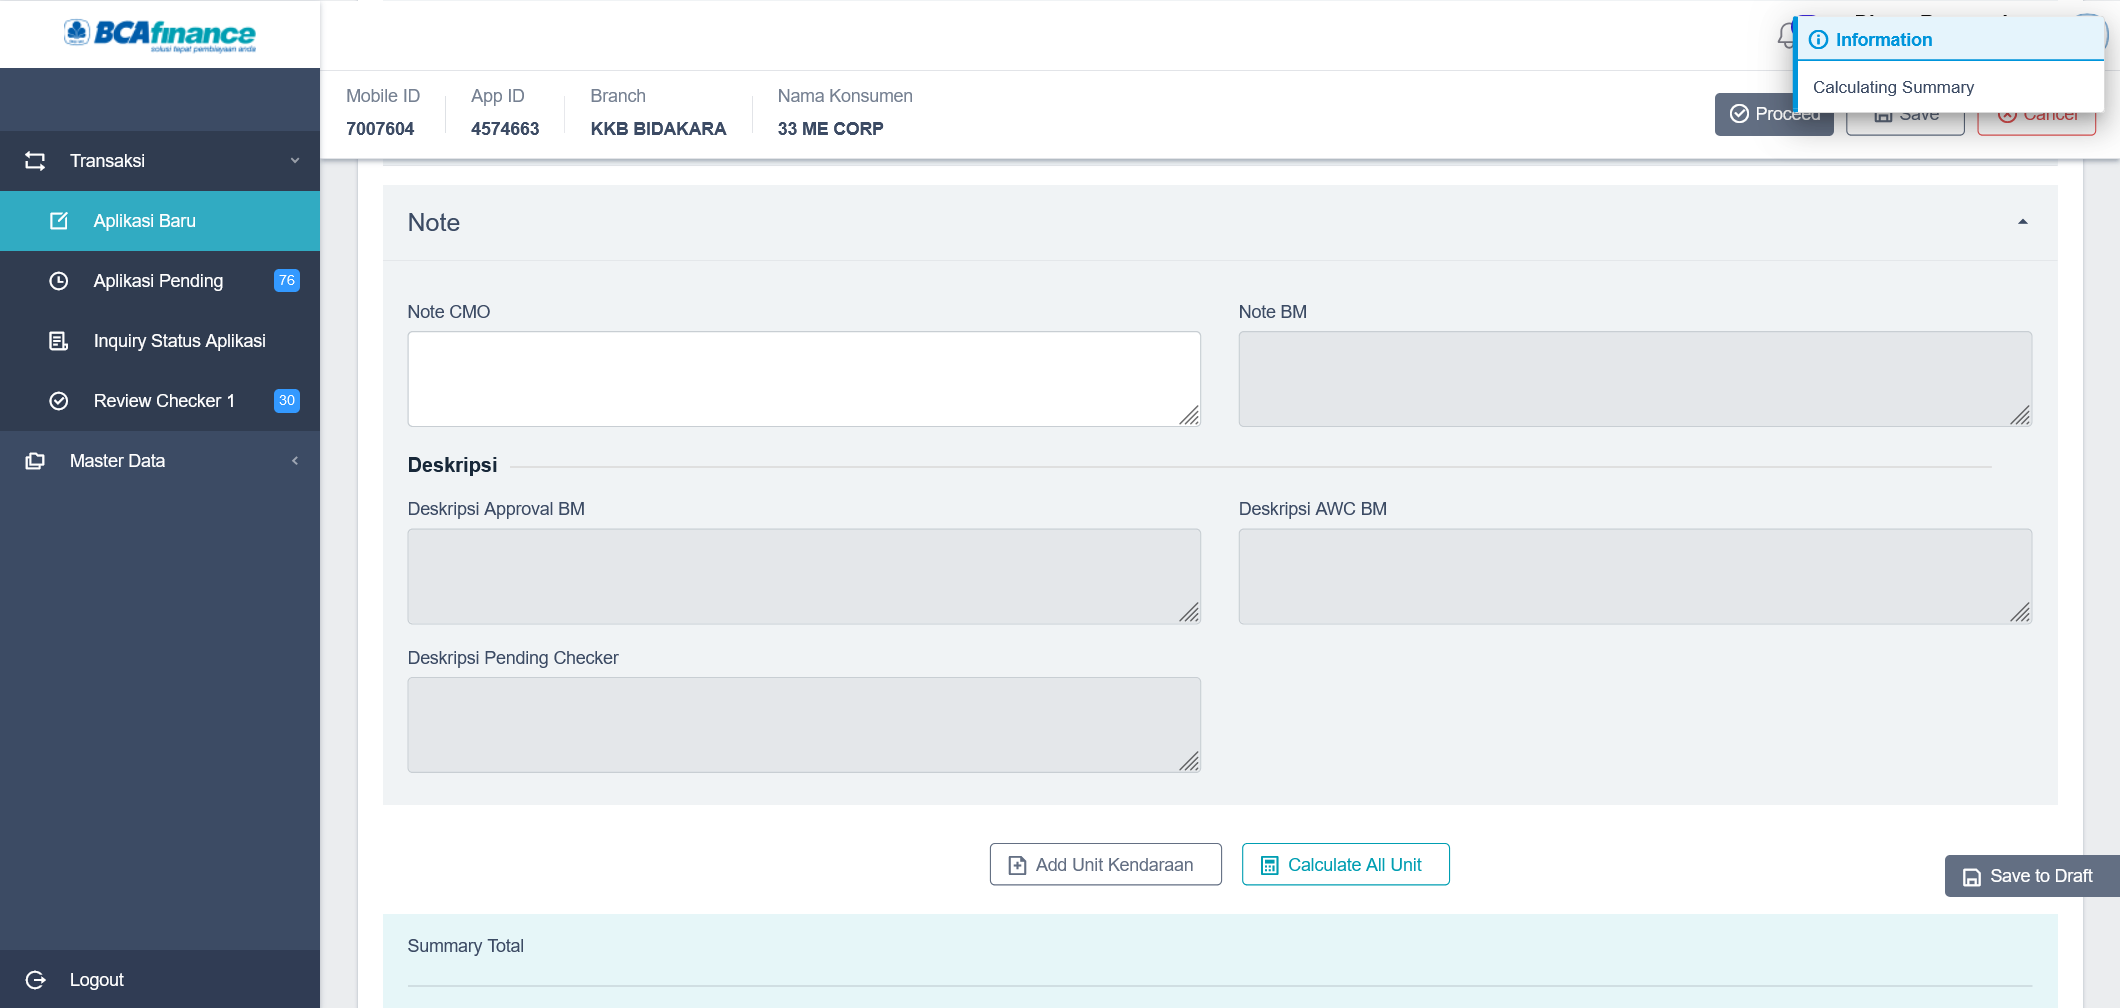 BCAfinance
solusi tepat pembiayaan anda
Information
Calculating Summary
Mobile ID
7007604
App ID
4574663
Branch
KKB BIDAKARA
Nama Konsumen
33 ME CORP
Proceed
Save
Cancel
Transaksi
Aplikasi Baru
Aplikasi Pending
76
Inquiry Status Aplikasi
Review Checker 1
30
Master Data
Logout
Note
Note CMO
Note BM
Deskripsi
Deskripsi Approval BM
Deskripsi AWC BM
Deskripsi Pending Checker
Add Unit Kendaraan
Calculate All Unit
Save to Draft
Summary Total